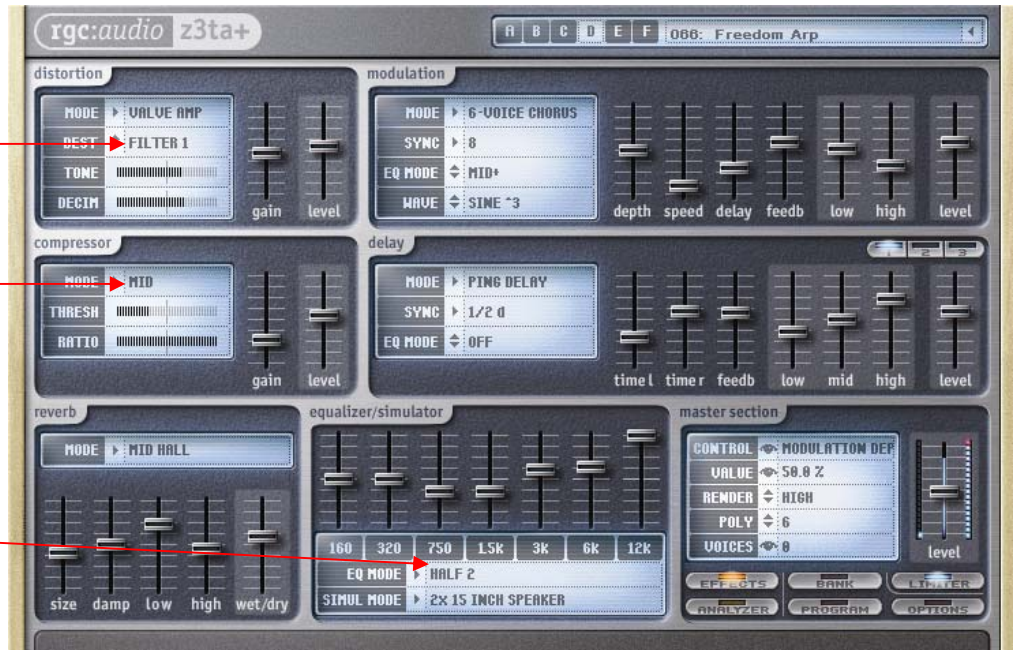 rgc:audio z3ta+
A B C D E F 066: Freedom Arp
distortion
MODE VALVE AMP
DEST FILTER 1
TONE
DECIM
gain level
modulation
MODE 6-VOICE CHORUS
SYNC 8
EQ MODE MID+
WAVE SINE ^3
depth speed delay feedb low high level
compressor
MODE MID
THRESH
RATIO
gain level
delay
1 2 3
MODE PING DELAY
SYNC 1/2 d
EQ MODE OFF
time l time r feedb low mid high level
reverb
MODE MID HALL
size damp low high wet/dry
equalizer/simulator
160 320 750 1.5K 3K 6K 12K
EQ MODE HALF 2
SIMUL MODE 2X 15 INCH SPEAKER
master section
CONTROL MODULATION DEP
VALUE 50.0 %
RENDER HIGH
POLY 6
VOICES 0
level
EFFECTS BANK LIMITER
ANALYZER PROGRAM OPTIONS